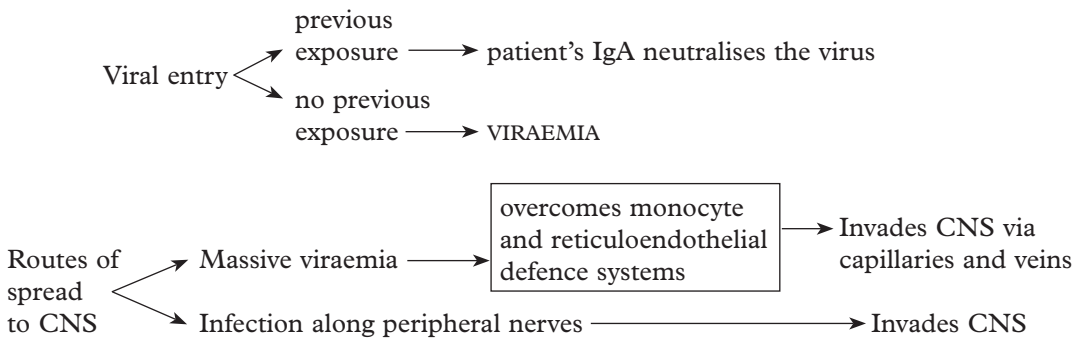 previous
exposure
patient's IgA neutralises the virus
Viral entry
no previous
exposure
VIRAEMIA
overcomes monocyte
and reticuloendothelial
defence systems
Invades CNS via
capillaries and veins
Routes of
spread
to CNS
Massive viraemia
Infection along peripheral nerves
Invades CNS